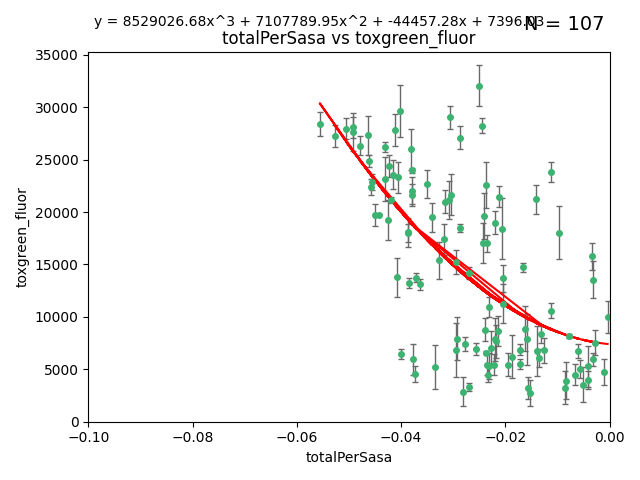 y = 8529026.68x^3 + 7107789.95x^2 + -44457.28x + 7396.03
N = 107
totalPerSasa vs toxgreen_fluor
35000
30000
25000
20000
15000
10000
5000
0
toxgreen_fluor
−0.10 −0.08 −0.06 −0.04 −0.02 0.00
totalPerSasa